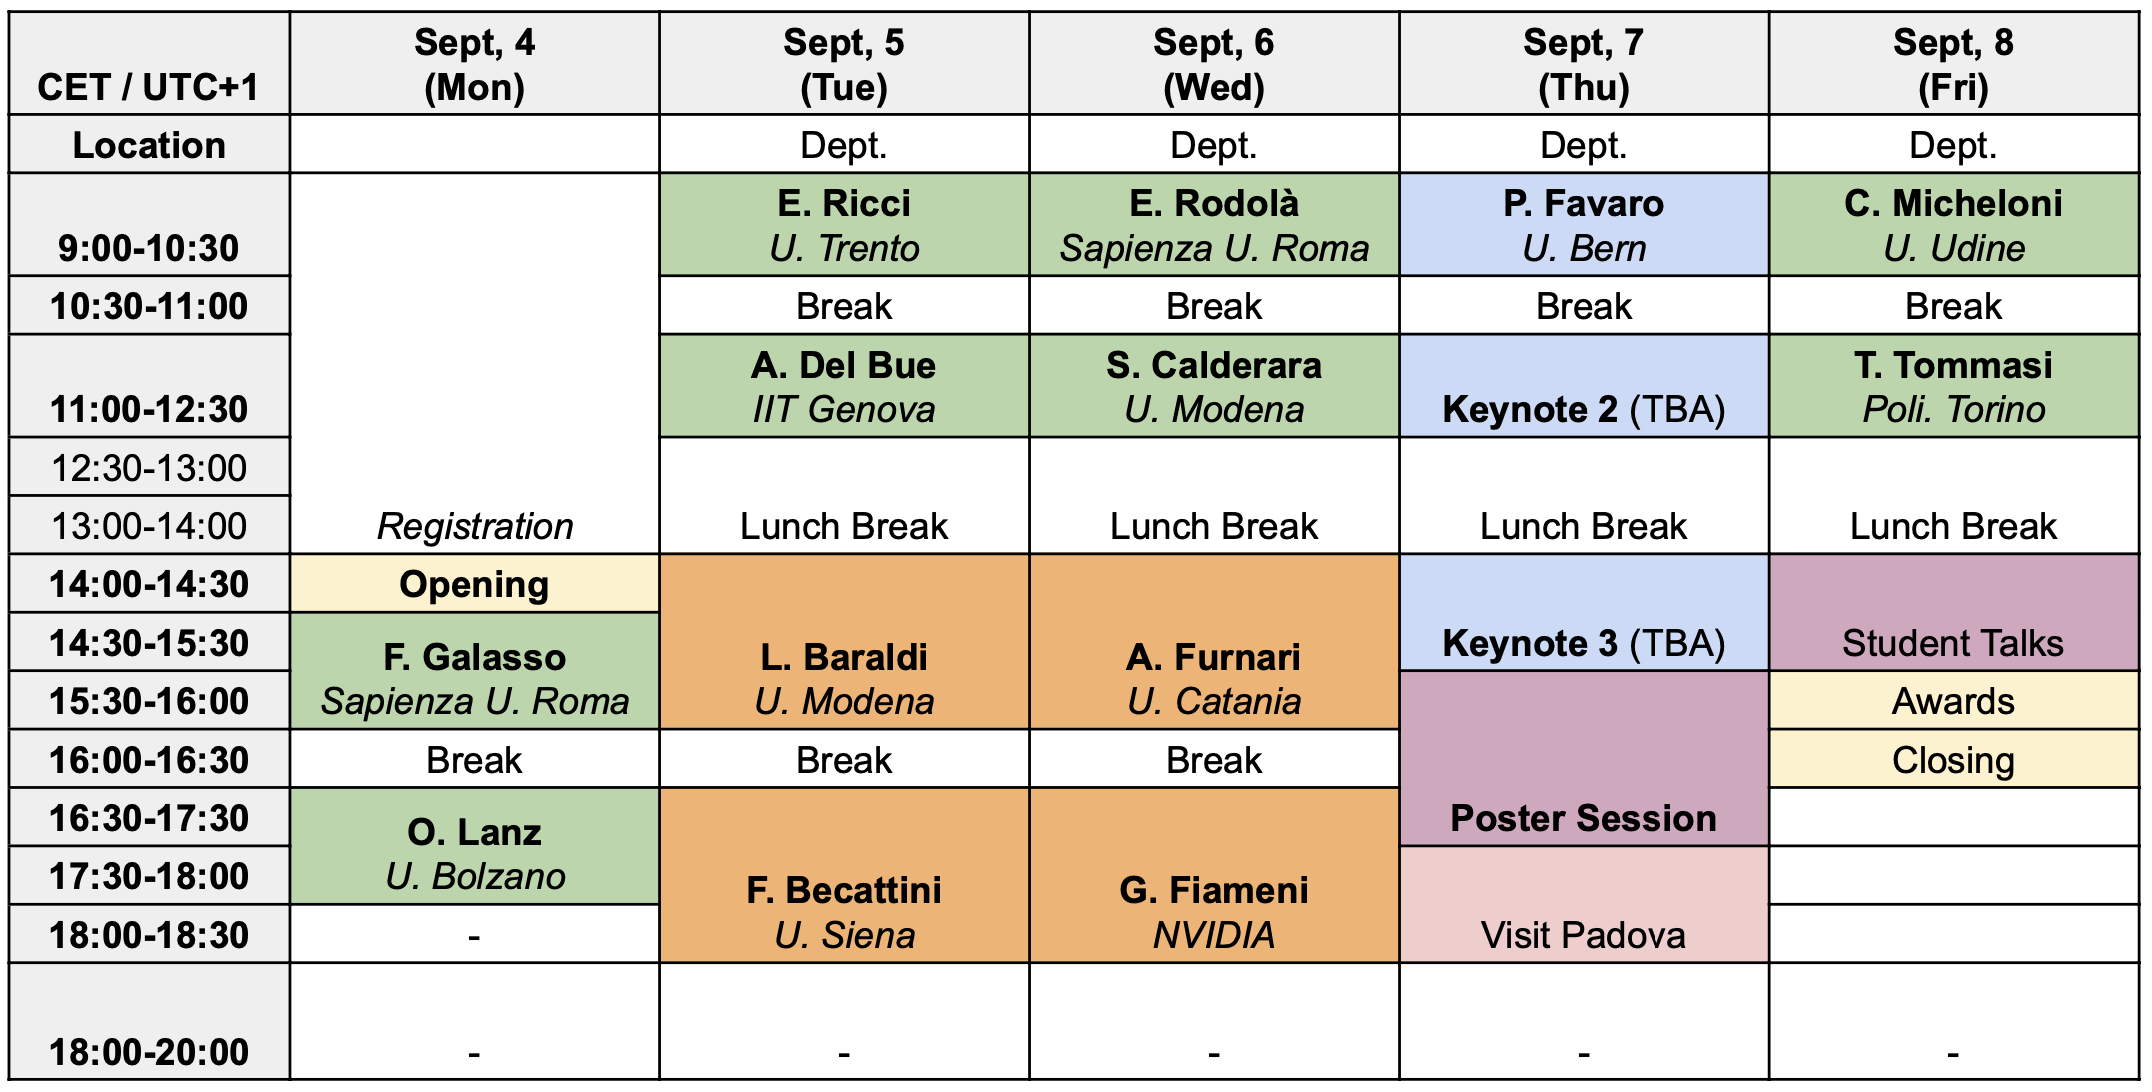 CET / UTC+1
Sept, 4
(Mon)
Sept, 5
(Tue)
Sept, 6
(Wed)
Sept, 7
(Thu)
Sept, 8
(Fri)
Location
Dept.
Dept.
Dept.
Dept.
9:00-10:30
E. Ricci
U. Trento
E. Rodolà
Sapienza U. Roma
P. Favaro
U. Bern
C. Micheloni
U. Udine
10:30-11:00
Break
Break
Break
Break
11:00-12:30
A. Del Bue
IIT Genova
S. Calderara
U. Modena
Keynote 2 (TBA)
T. Tommasi
Poli. Torino
12:30-13:00
13:00-14:00
Registration
Lunch Break
Lunch Break
Lunch Break
Lunch Break
14:00-14:30
Opening
14:30-15:30
F. Galasso
Sapienza U. Roma
L. Baraldi
U. Modena
A. Furnari
U. Catania
Keynote 3 (TBA)
Student Talks
15:30-16:00
Awards
16:00-16:30
Break
Break
Break
Closing
16:30-17:30
O. Lanz
U. Bolzano
Poster Session
17:30-18:00
F. Becattini
U. Siena
G. Fiameni
NVIDIA
18:00-18:30
-
Visit Padova
18:00-20:00
-
-
-
-
-